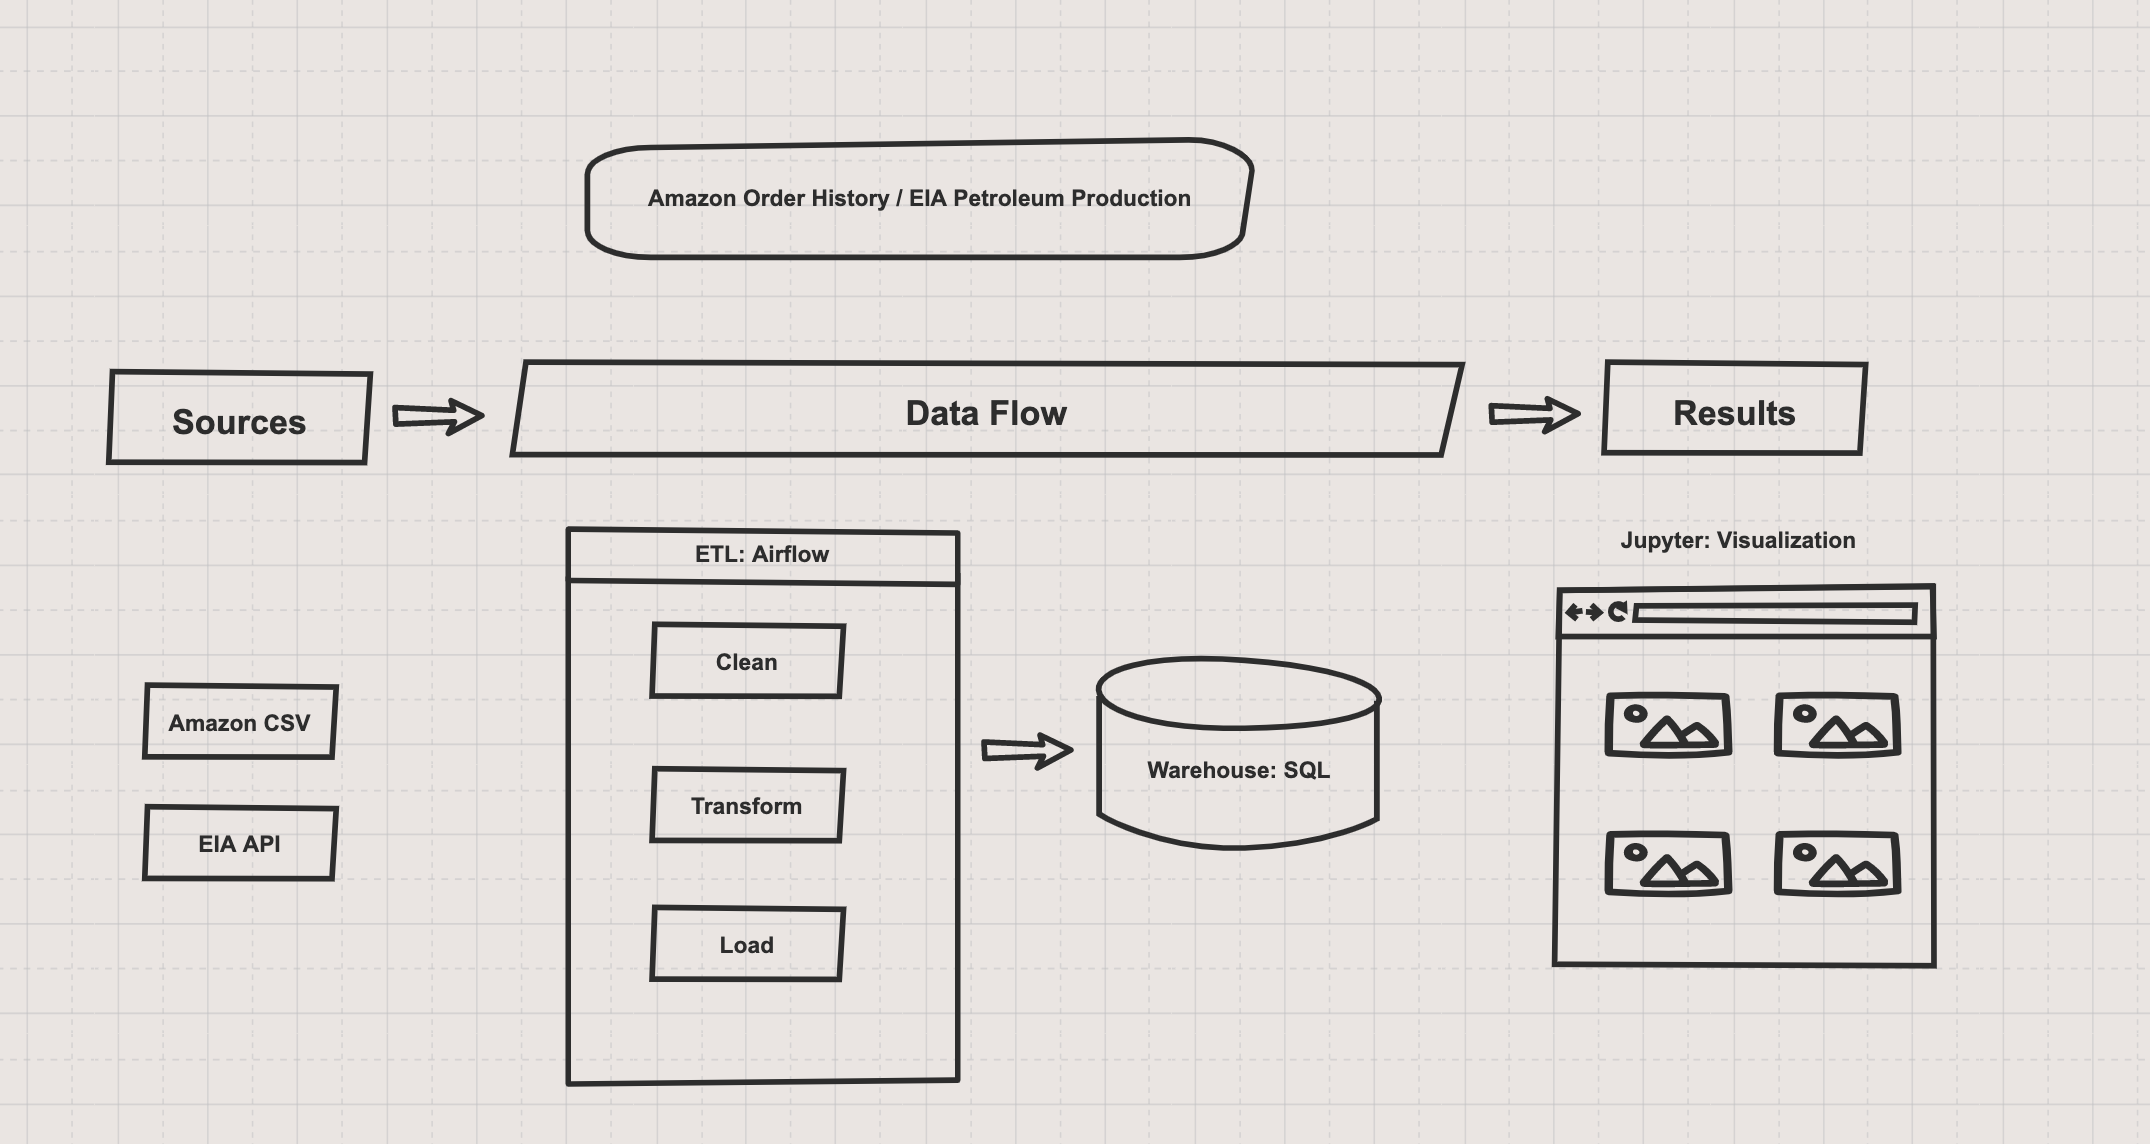 Amazon Order History / EIA Petroleum Production
Sources
Data Flow
Results
ETL: Airflow
Jupyter: Visualization
Clean
Amazon CSV
Transform
Warehouse: SQL
EIA API
Load